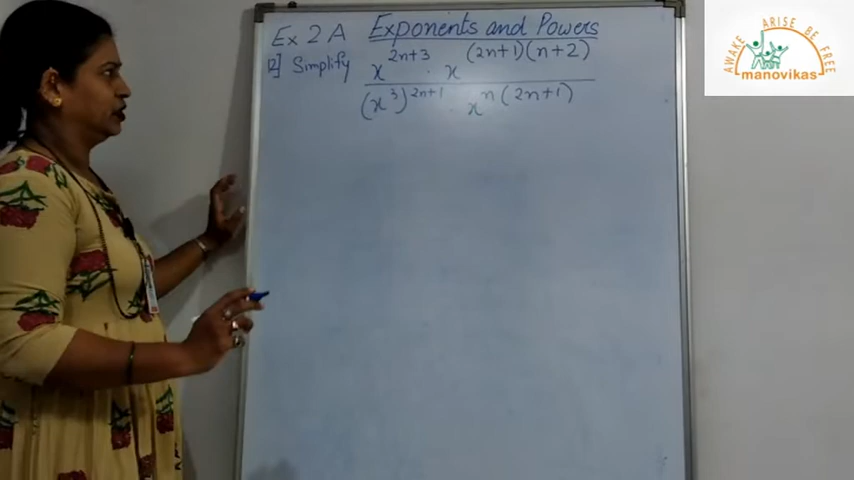 Ex 2A Exponents and Powers
12] Simplify x^{2n+3} · x^{(2n+1)(n+2)}
(x^3)^{2n+1} · x^{n(2n+1)}
AWAKE ARISE BE FREE
manovikas